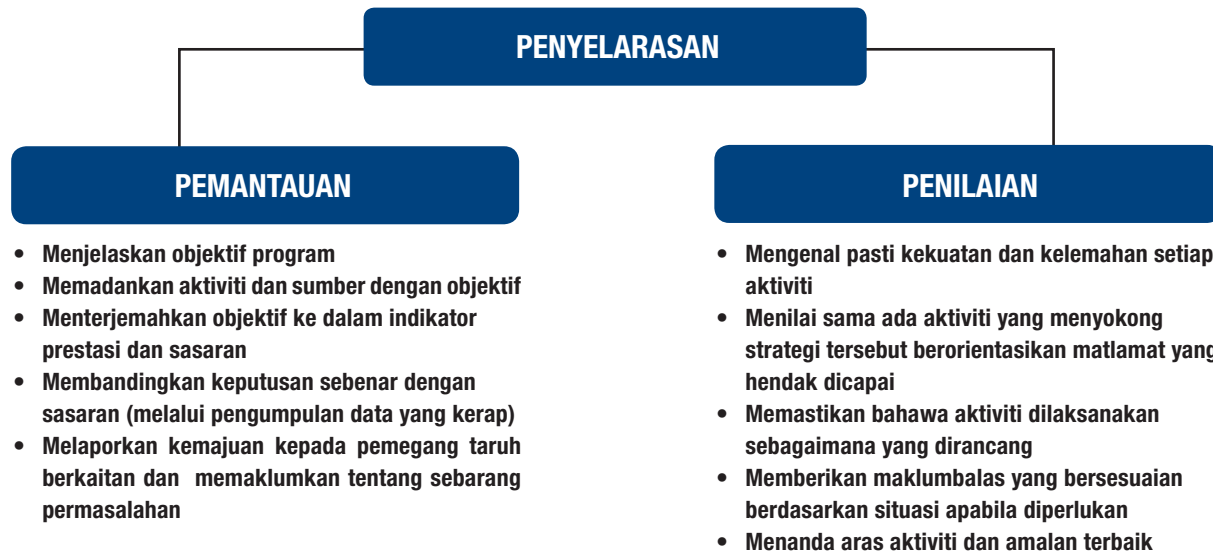 PENYELARASAN
PEMANTAUAN
• Menjelaskan objektif program
• Memadankan aktiviti dan sumber dengan objektif
• Menterjemahkan objektif ke dalam indikator
prestasi dan sasaran
• Membandingkan keputusan sebenar dengan
sasaran (melalui pengumpulan data yang kerap)
• Melaporkan kemajuan kepada pemegang taruh
berkaitan dan memaklumkan tentang sebarang
permasalahan
PENILAIAN
• Mengenal pasti kekuatan dan kelemahan setiap
aktiviti
• Menilai sama ada aktiviti yang menyokong
strategi tersebut berorientasikan matlamat yang
hendak dicapai
• Memastikan bahawa aktiviti dilaksanakan
sebagaimana yang dirancang
• Memberikan maklumbalas yang bersesuaian
berdasarkan situasi apabila diperlukan
• Menanda aras aktiviti dan amalan terbaik